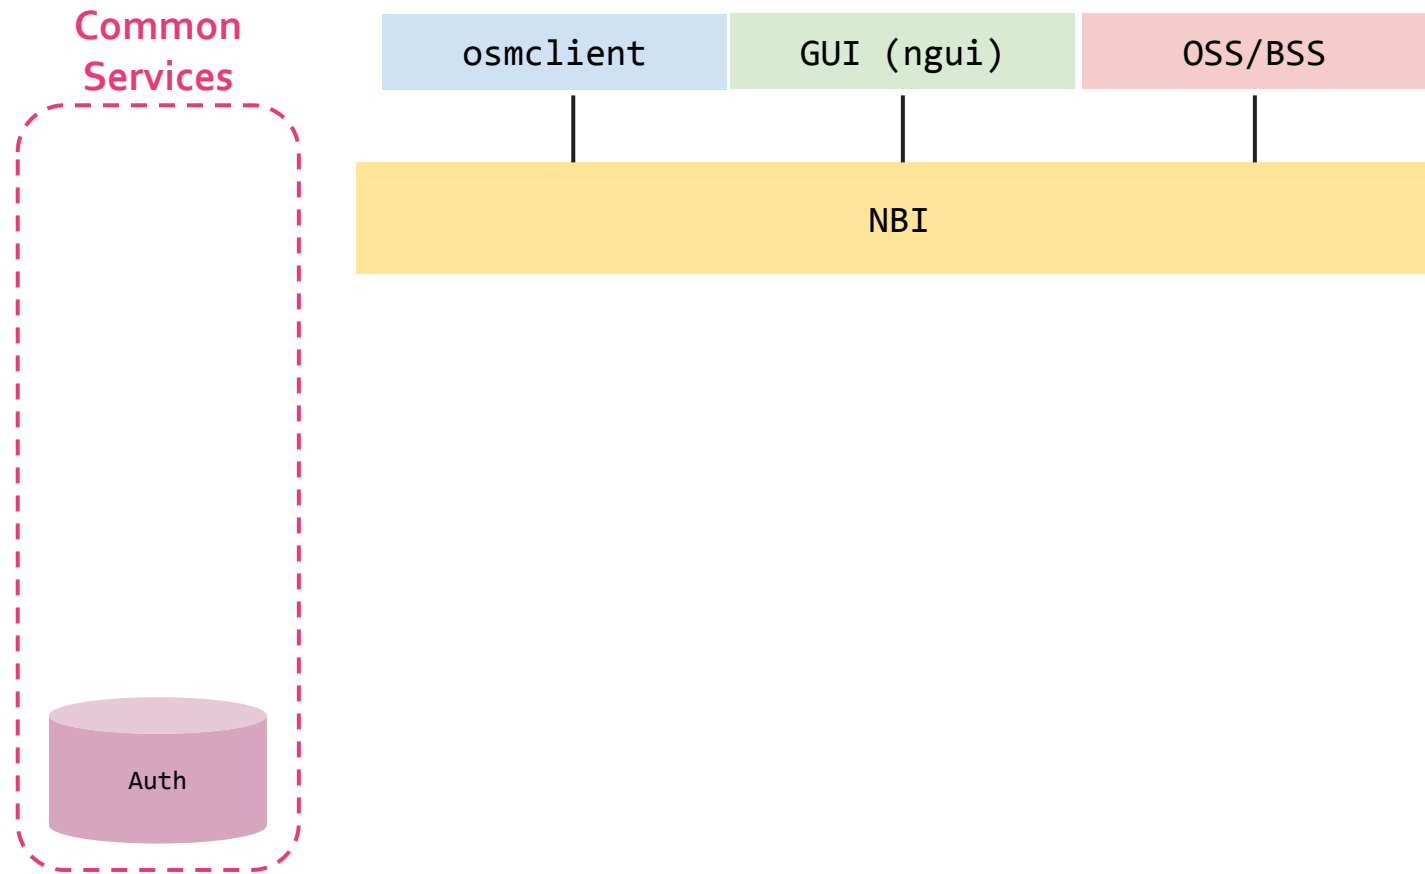 Common
Services
osmclient
GUI (ngui)
OSS/BSS
NBI
Auth